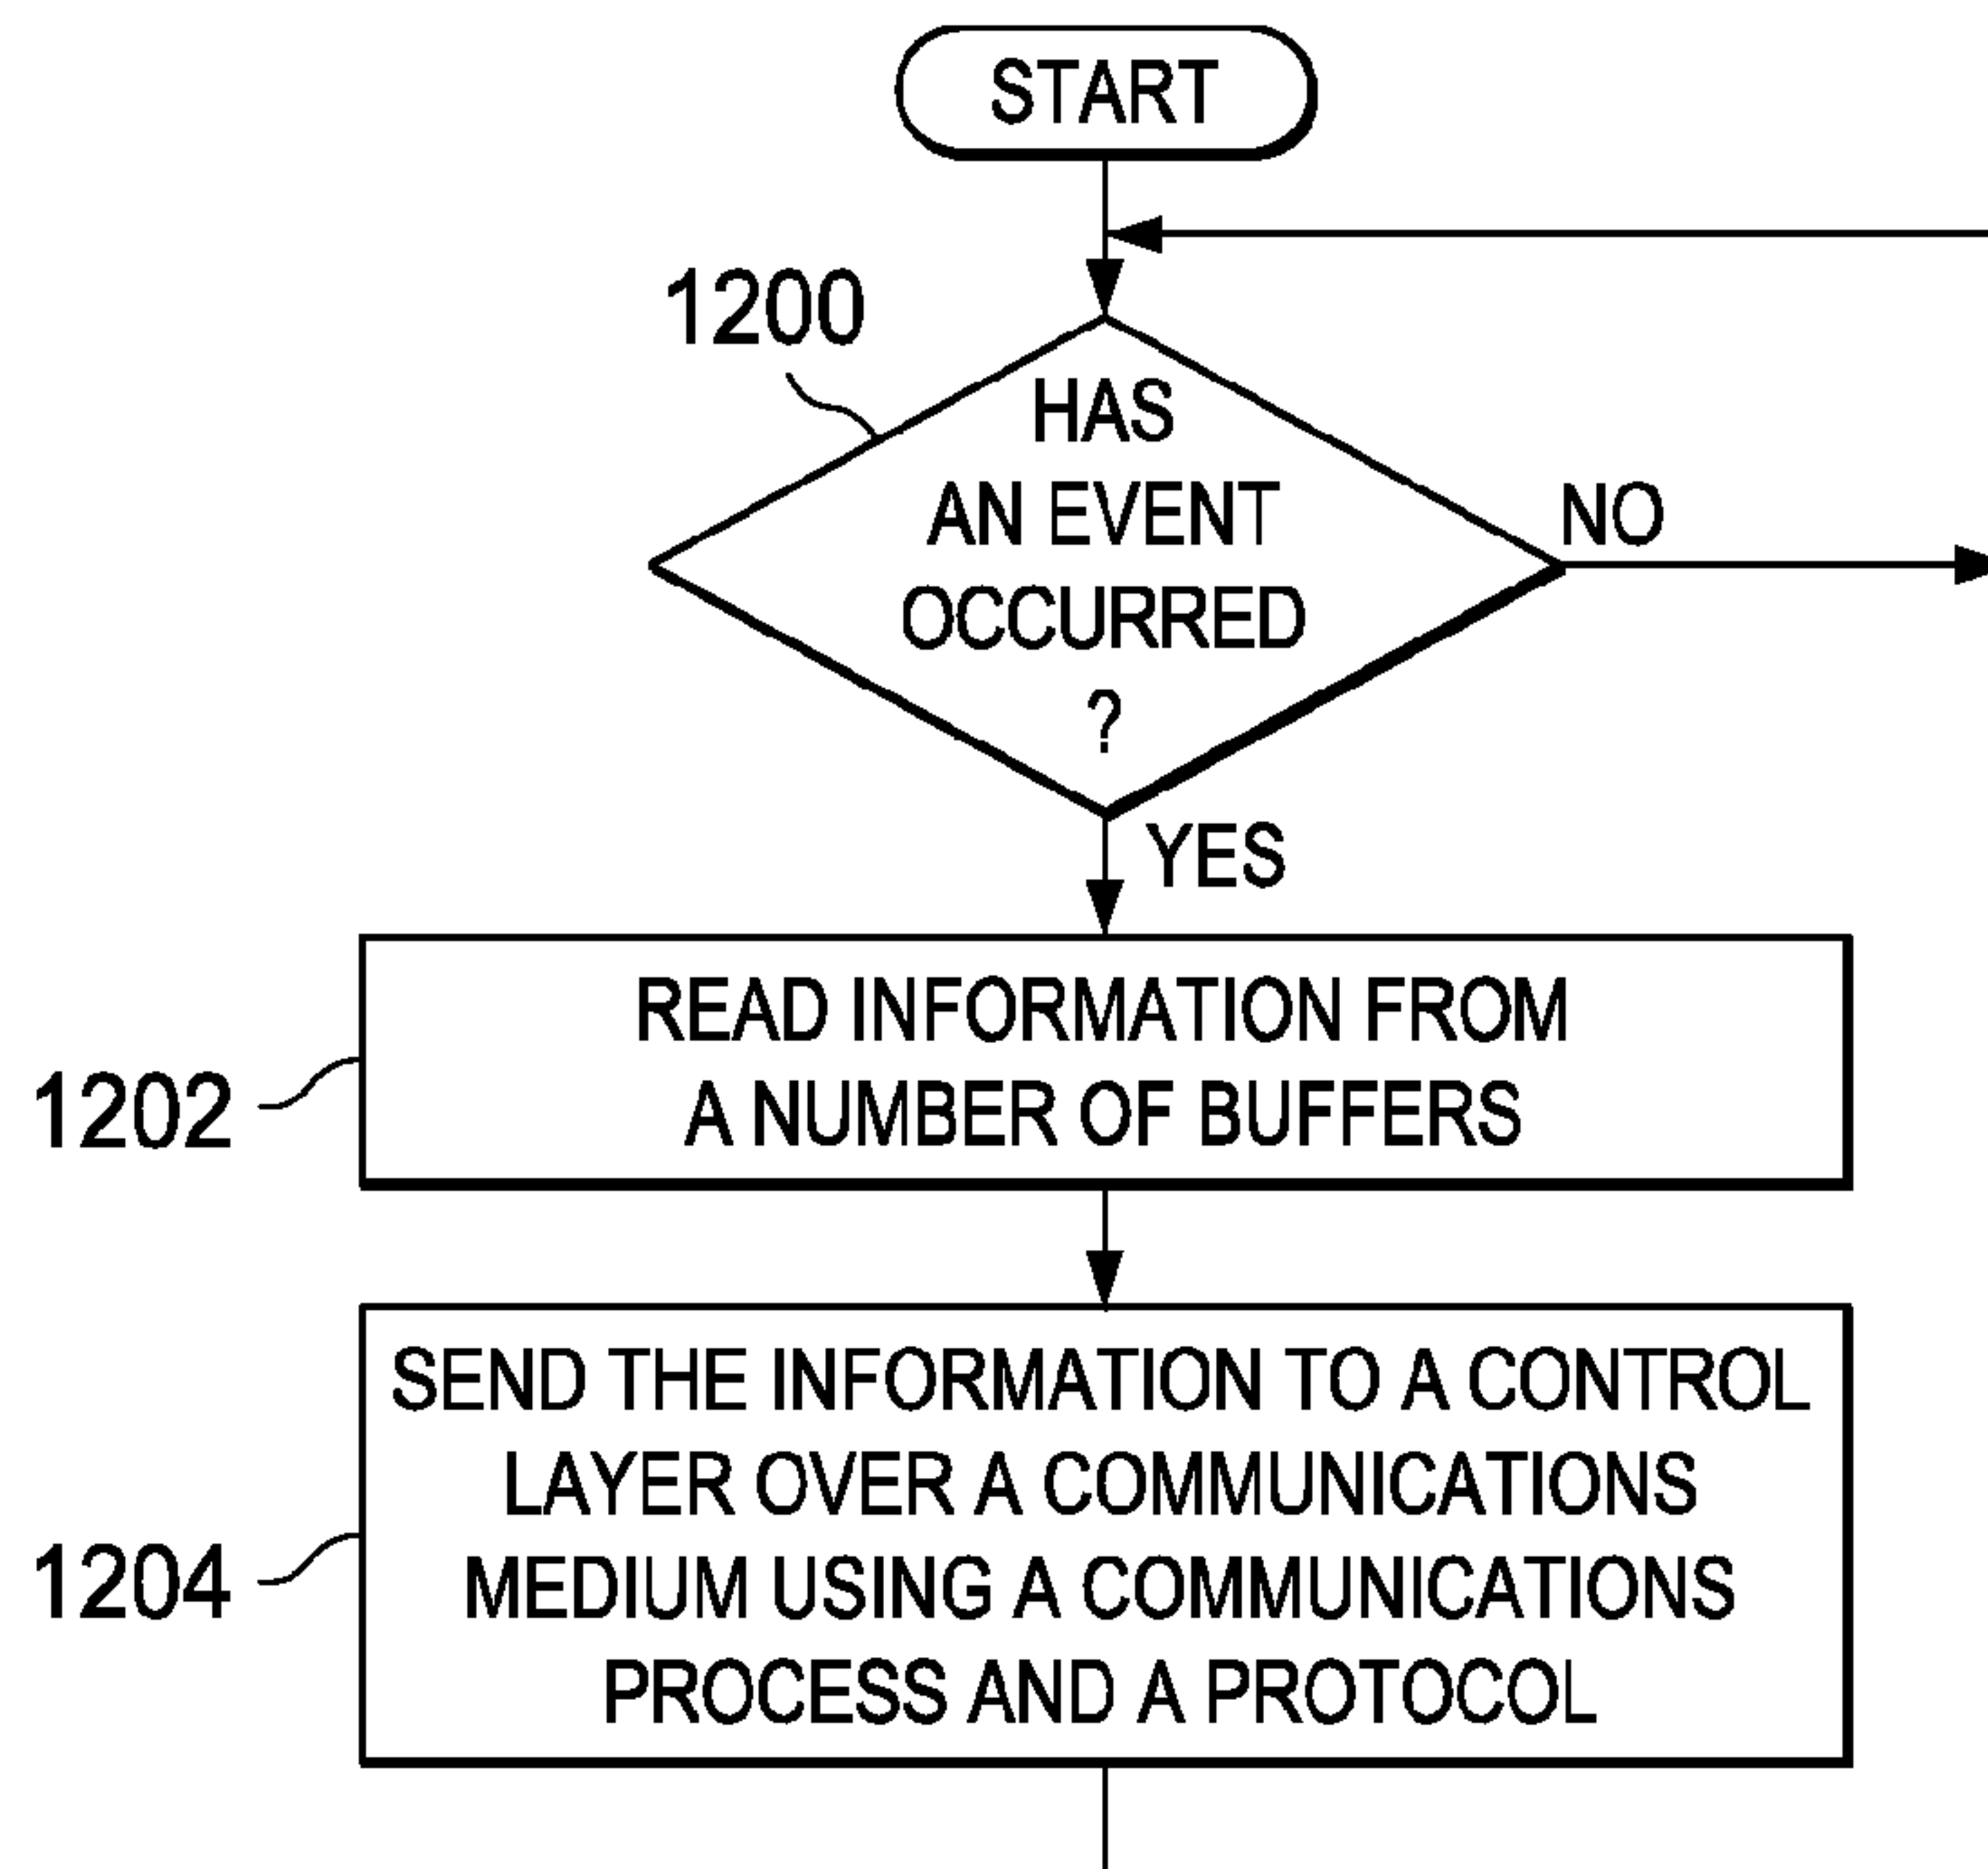 START
1200
HAS
AN EVENT
OCCURRED
?
NO
YES
1202
READ INFORMATION FROM
A NUMBER OF BUFFERS
1204
SEND THE INFORMATION TO A CONTROL
LAYER OVER A COMMUNICATIONS
MEDIUM USING A COMMUNICATIONS
PROCESS AND A PROTOCOL